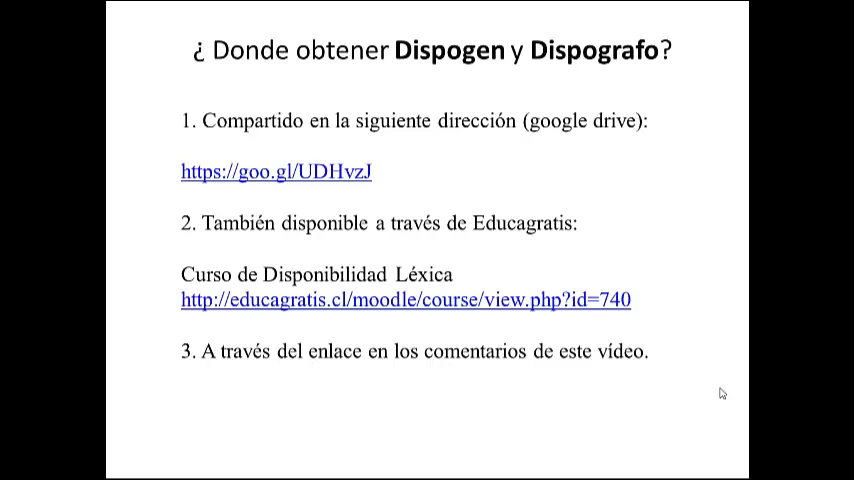 ¿ Donde obtener Dispogen y Dispografo?
1. Compartido en la siguiente dirección (google drive):
https://goo.gl/UDHvzJ
2. También disponible a través de Educagratis:
Curso de Disponibilidad Léxica
http://educagratis.cl/moodle/course/view.php?id=740
3. A través del enlace en los comentarios de este vídeo.